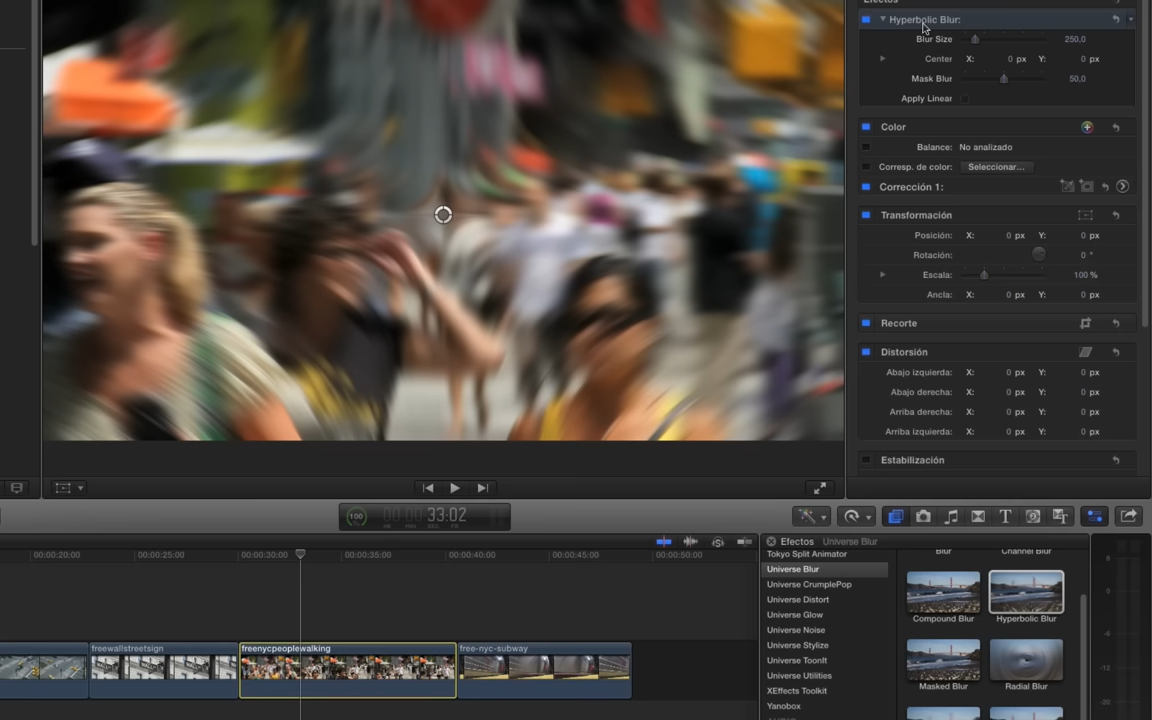 Efectos
Hyperbolic Blur:
Blur Size 250,0
Center X: 0 px Y: 0 px
Mask Blur 50,0
Apply Linear
Color
Balance: No analizado
Corresp. de color: Seleccionar...
Corrección 1:
Transformación
Posición: X: 0 px Y: 0 px
Rotación: 0 °
Escala: 100 %
Ancla: X: 0 px Y: 0 px
Recorte
Distorsión
Abajo izquierda: X: 0 px Y: 0 px
Abajo derecha: X: 0 px Y: 0 px
Arriba derecha: X: 0 px Y: 0 px
Arriba izquierda: X: 0 px Y: 0 px
Estabilización
100 33:02
00:00:20:00 00:00:25:00 00:00:30:00 00:00:35:00 00:00:40:00 00:00:45:00 00:00:50:00
Efectos Universe Blur
Tokyo Split Animator
Universe Blur
Universe CrumplePop
Universe Distort
Universe Glow
Universe Noise
Universe Stylize
Universe ToonIt
Universe Utilities
XEffects Toolkit
Yanobox
Blur Channel Blur
Compound Blur Hyperbolic Blur
Masked Blur Radial Blur
freewallstreetsign freenycpeoplewalking free-nyc-subway
6
0
-6
-12
-20